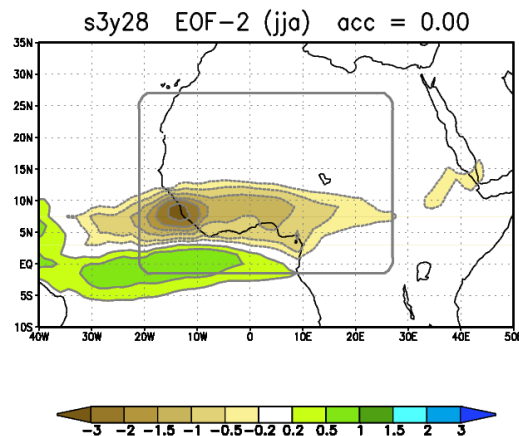 s3y28 EOF-2 (jja) acc = 0.00
35N
30N
25N
20N
15N
10N
5N
EQ
5S
10S
40W 30W 20W 10W 0 10E 20E 30E 40E 50E
-3 -2 -1.5 -1 -0.5 -0.2 0.2 0.5 1 1.5 2 3